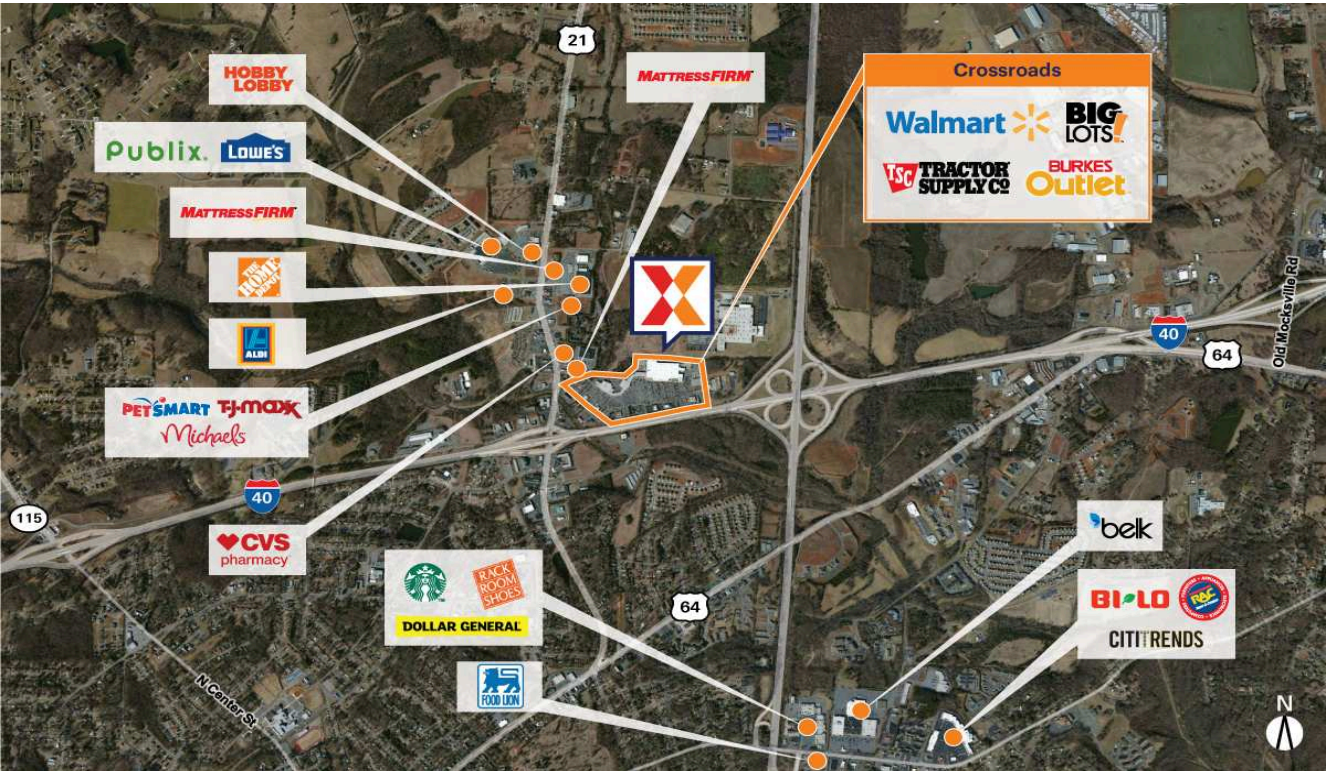 21
HOBBY
LOBBY
MATTRESSFIRM
Crossroads
Walmart
BIG
LOTS!
Publix.
LOWE'S
TSC
TRACTOR
SUPPLY CO
BURKES
Outlet
MATTRESSFIRM
THE
HOME
DEPOT
ALDI
40
64
Old Mocksville Rd
PETSMART
T.J.maxx
Michaels
40
115
CVS
pharmacy
belk
RACK
ROOM
SHOES
DOLLAR GENERAL
64
BI-LO
RAC
CITITRENDS
FOOD LION
N Center St
N